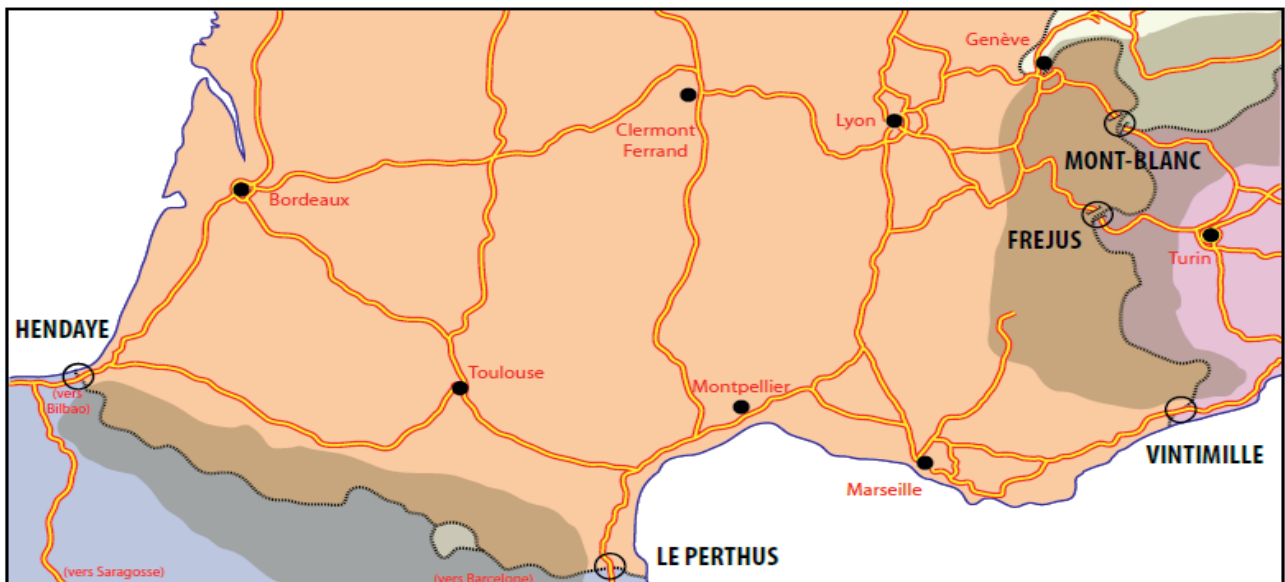 Genève
Clermont
Ferrand
Lyon
MONT-BLANC
Bordeaux
FREJUS
Turin
HENDAYE
Toulouse
Montpellier
(vers
Bilbao)
VINTIMILLE
Marseille
LE PERTHUS
(vers Saragosse)
(vers Barcelone)